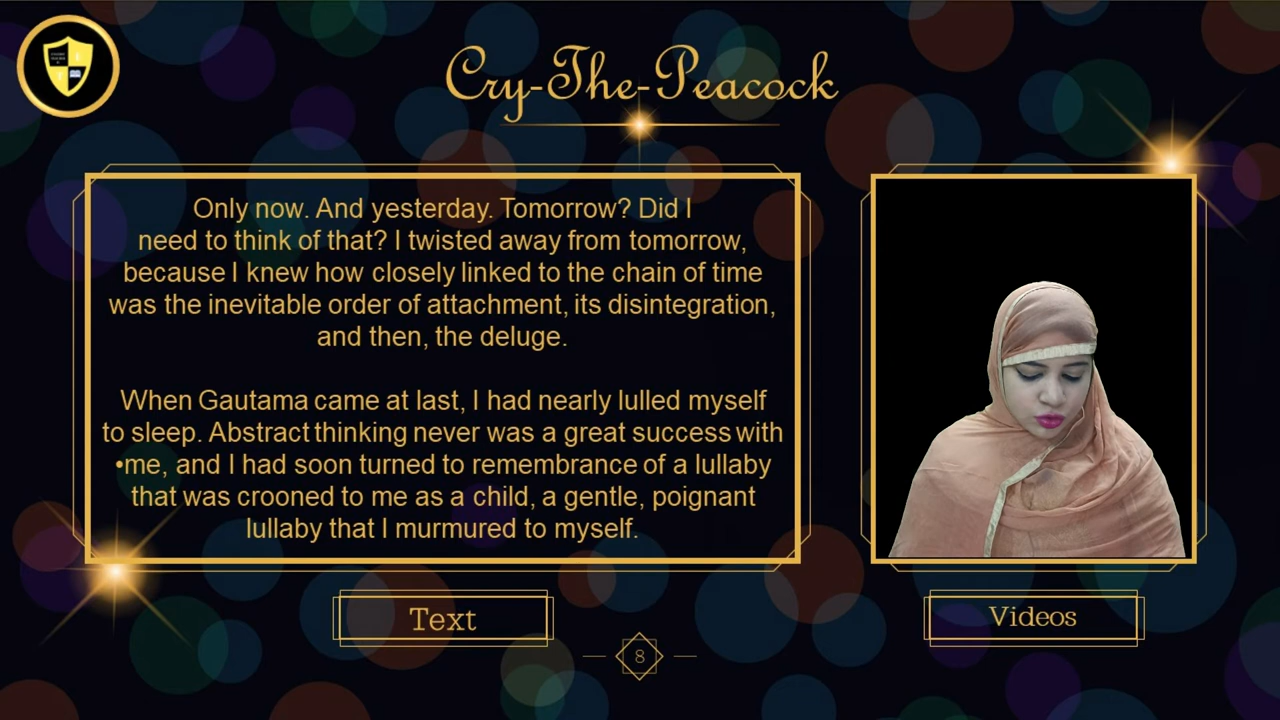 Cry-The-Peacock
Only now. And yesterday. Tomorrow? Did I
need to think of that? I twisted away from tomorrow,
because I knew how closely linked to the chain of time
was the inevitable order of attachment, its disintegration,
and then, the deluge.
When Gautama came at last, I had nearly lulled myself
to sleep. Abstract thinking never was a great success with
•me, and I had soon turned to remembrance of a lullaby
that was crooned to me as a child, a gentle, poignant
lullaby that I murmured to myself.
Text
Videos
8